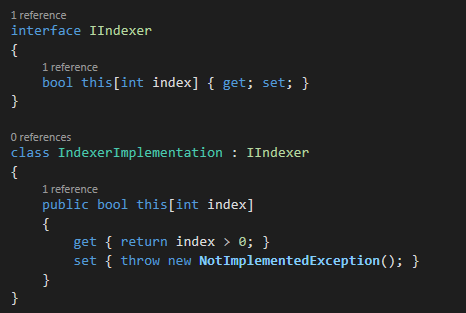 1 reference
interface IIndexer
{
1 reference
bool this[int index] { get; set; }
}
0 references
class IndexerImplementation : IIndexer
{
1 reference
public bool this[int index]
{
get { return index > 0; }
set { throw new NotImplementedException(); }
}
}